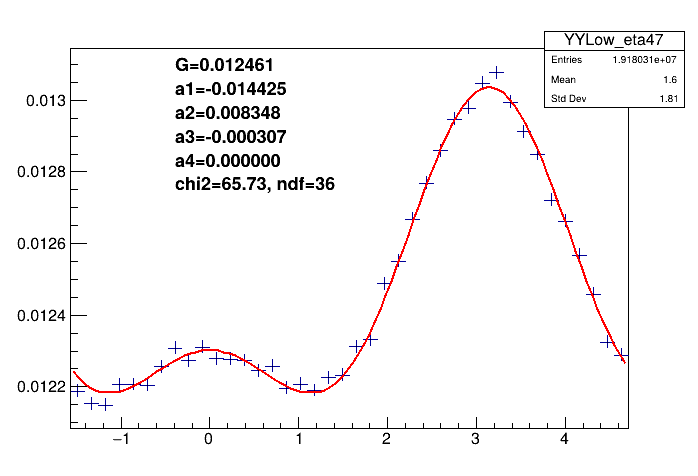 YYLow_eta47
Entries 1.918031e+07
Mean 1.6
Std Dev 1.81
G=0.012461
a1=-0.014425
a2=0.008348
a3=-0.000307
a4=0.000000
chi2=65.73, ndf=36
0.013
0.0128
0.0126
0.0124
0.0122
−1 0 1 2 3 4